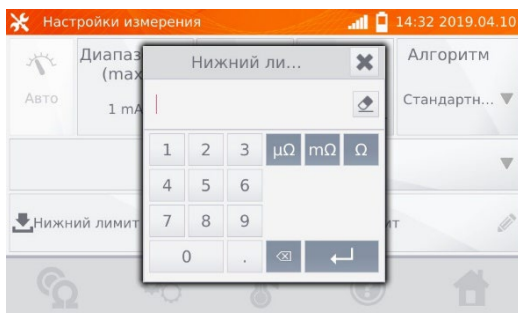 Настройки измерения 14:32 2019.04.10
Диапаз
(max
1 mA
Авто
Нижний ли...
Алгоритм
Стандартн...
1 2 3 µΩ mΩ Ω
4 5 6
7 8 9
0 .
Нижний лимит